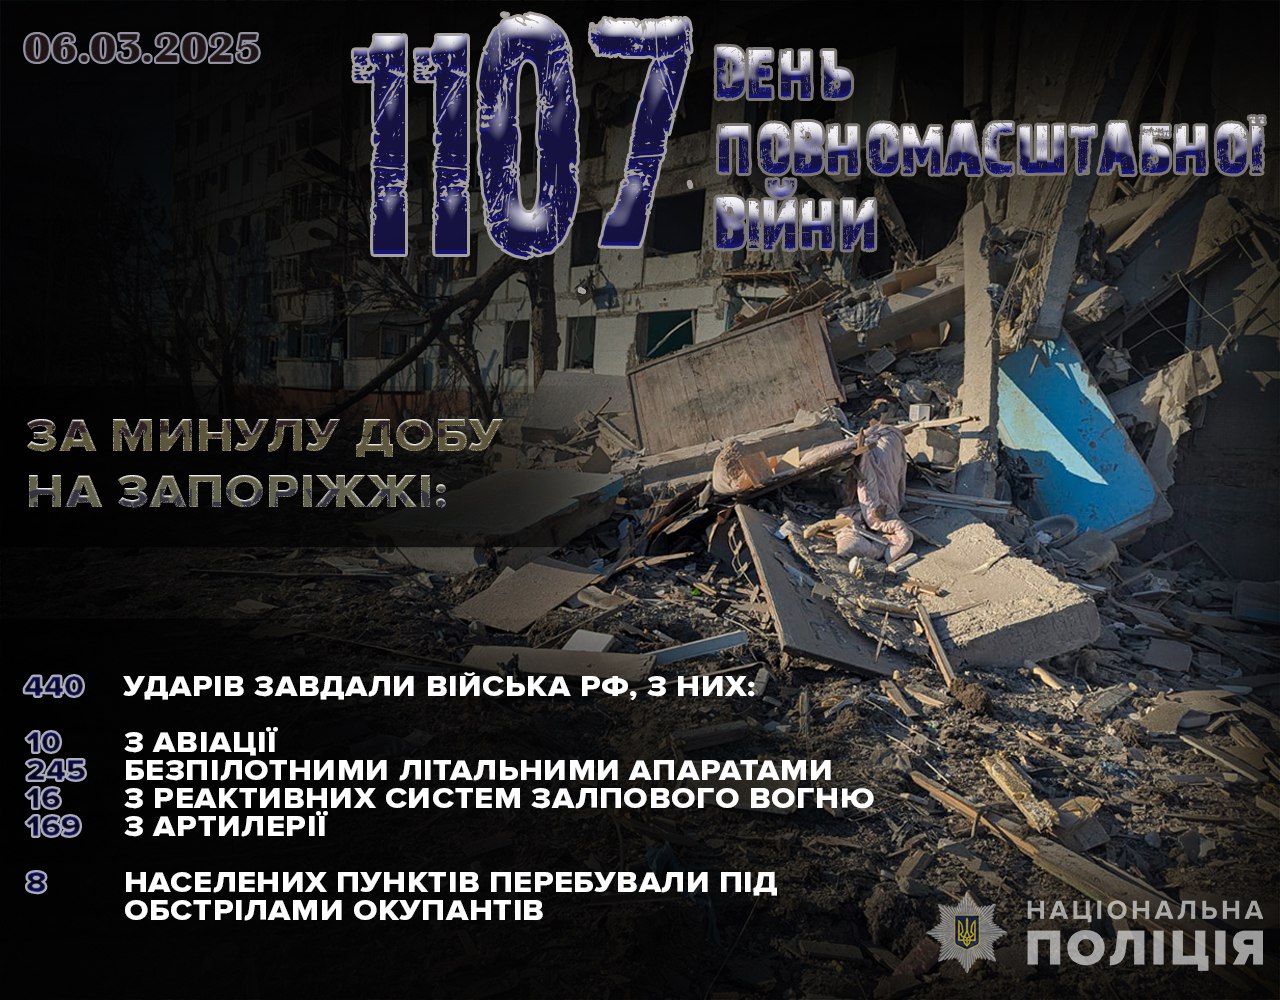 06.03.2025
1107
ДЕНЬ
ПОВНОМАСШТАБНОЇ
ВІЙНИ
ЗА МИНУЛУ ДОБУ
НА ЗАПОРІЖЖІ:
440 УДАРІВ ЗАВДАЛИ ВІЙСЬКА РФ, З НИХ:
10 З АВІАЦІЇ
245 БЕЗПІЛОТНИМИ ЛІТАЛЬНИМИ АПАРАТАМИ
16 З РЕАКТИВНИХ СИСТЕМ ЗАЛПОВОГО ВОГНЮ
169 З АРТИЛЕРІЇ
8 НАСЕЛЕНИХ ПУНКТІВ ПЕРЕБУВАЛИ ПІД
ОБСТРІЛАМИ ОКУПАНТІВ
НАЦІОНАЛЬНА
ПОЛІЦІЯ